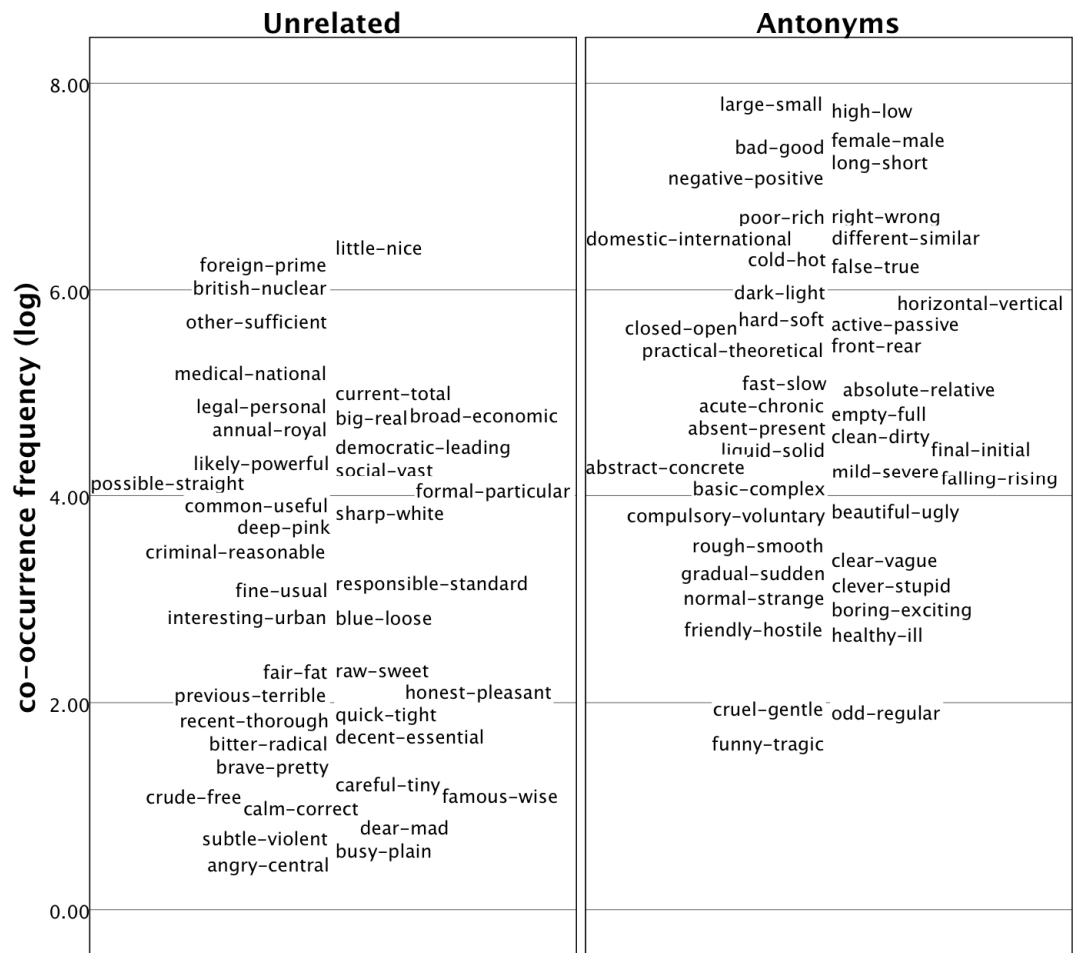 Unrelated
Antonyms
co-occurrence frequency (log)
8.00
6.00
4.00
2.00
0.00
little-nice
foreign-prime
british-nuclear
other-sufficient
medical-national
current-total
legal-personal
big-real
broad-economic
annual-royal
democratic-leading
likely-powerful
social-vast
possible-straight
formal-particular
common-useful
sharp-white
deep-pink
criminal-reasonable
responsible-standard
fine-usual
interesting-urban
blue-loose
fair-fat
raw-sweet
previous-terrible
honest-pleasant
recent-thorough
quick-tight
bitter-radical
decent-essential
brave-pretty
careful-tiny
crude-free
famous-wise
calm-correct
dear-mad
subtle-violent
busy-plain
angry-central
large-small
high-low
bad-good
female-male
long-short
negative-positive
poor-rich
right-wrong
domestic-international
different-similar
cold-hot
false-true
dark-light
horizontal-vertical
closed-open
hard-soft
active-passive
practical-theoretical
front-rear
fast-slow
absolute-relative
acute-chronic
empty-full
absent-present
clean-dirty
liquid-solid
final-initial
abstract-concrete
mild-severe
falling-rising
basic-complex
compulsory-voluntary
beautiful-ugly
rough-smooth
clear-vague
gradual-sudden
clever-stupid
normal-strange
boring-exciting
friendly-hostile
healthy-ill
cruel-gentle
odd-regular
funny-tragic